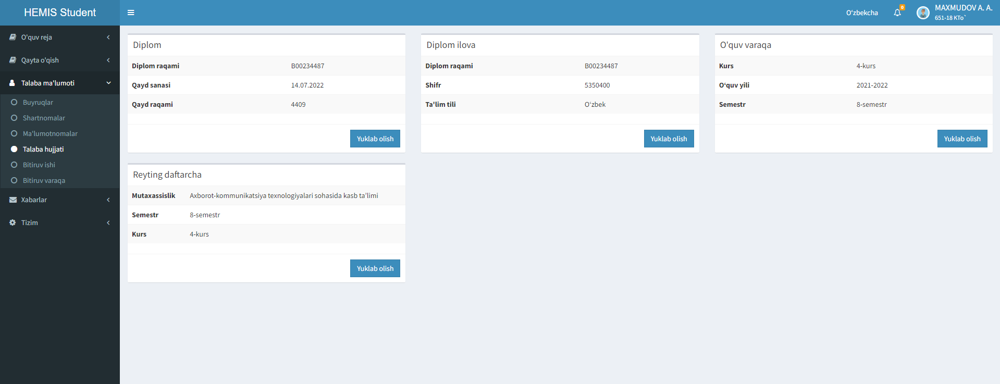 HEMIS Student
O‘zbekcha
0
MAXMUDOV A. A.
651-18 KTo`
O'quv reja
Qayta o'qish
Talaba ma'lumoti
Buyruqlar
Shartnomalar
Ma'lumotnomalar
Talaba hujjati
Bitiruv ishi
Bitiruv varaqa
Xabarlar
Tizim
Diplom
Diplom raqami B00234487
Qayd sanasi 14.07.2022
Qayd raqami 4409
Yuklab olish
Diplom ilova
Diplom raqami B00234487
Shifr 5350400
Ta'lim tili O‘zbek
Yuklab olish
O'quv varaqa
Kurs 4-kurs
O‘quv yili 2021-2022
Semestr 8-semestr
Yuklab olish
Reyting daftarcha
Mutaxassislik Axborot-kommunikatsiya texnologiyalari sohasida kasb ta’limi
Semestr 8-semestr
Kurs 4-kurs
Yuklab olish